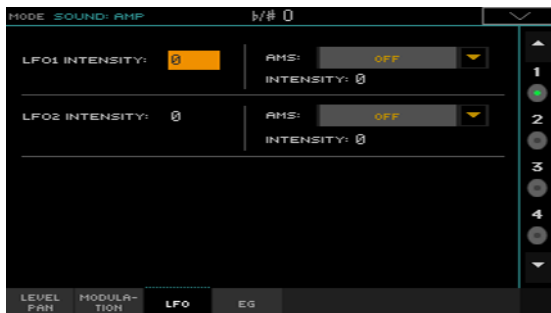 MODE SOUND: AMP
♭/# 0
LFO1 INTENSITY: 0
AMS: OFF
INTENSITY: 0
LFO2 INTENSITY: 0
AMS: OFF
INTENSITY: 0
1
2
3
4
LEVEL
PAN
MODULA-
TION
LFO
EG